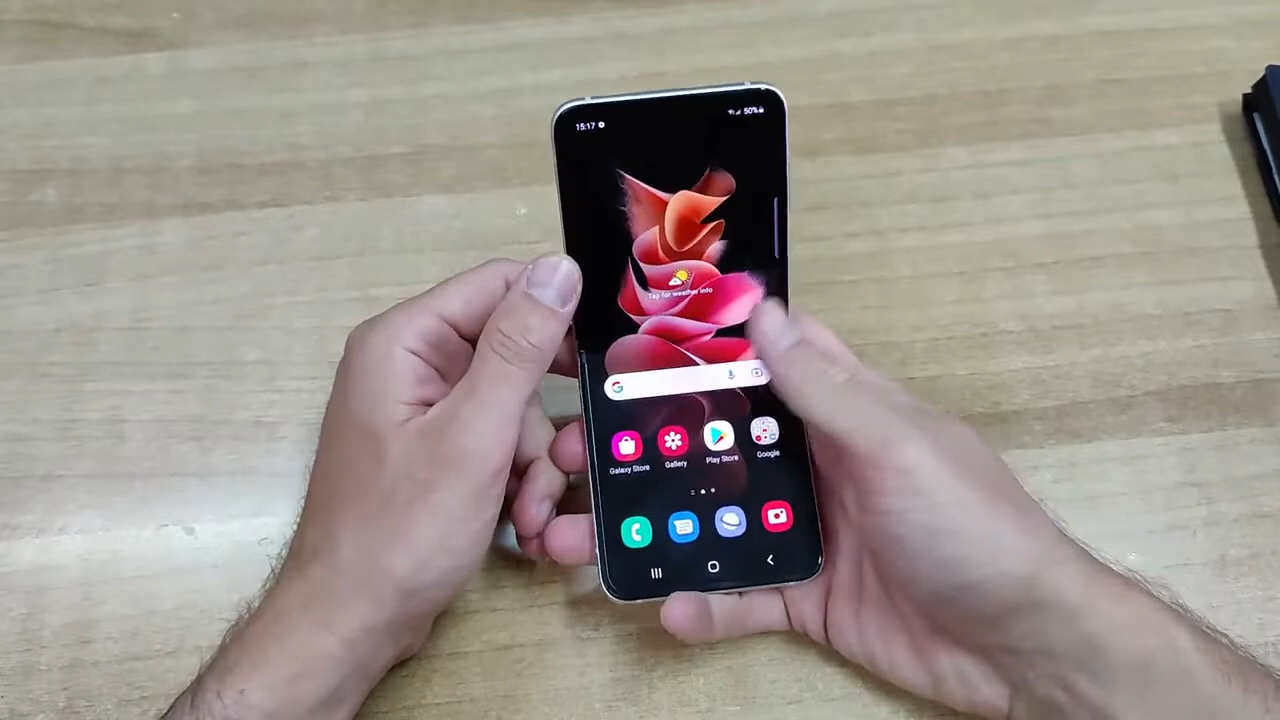 15:17
50%
Tap for weather info
G
Galaxy Store
Gallery
Play Store
Google